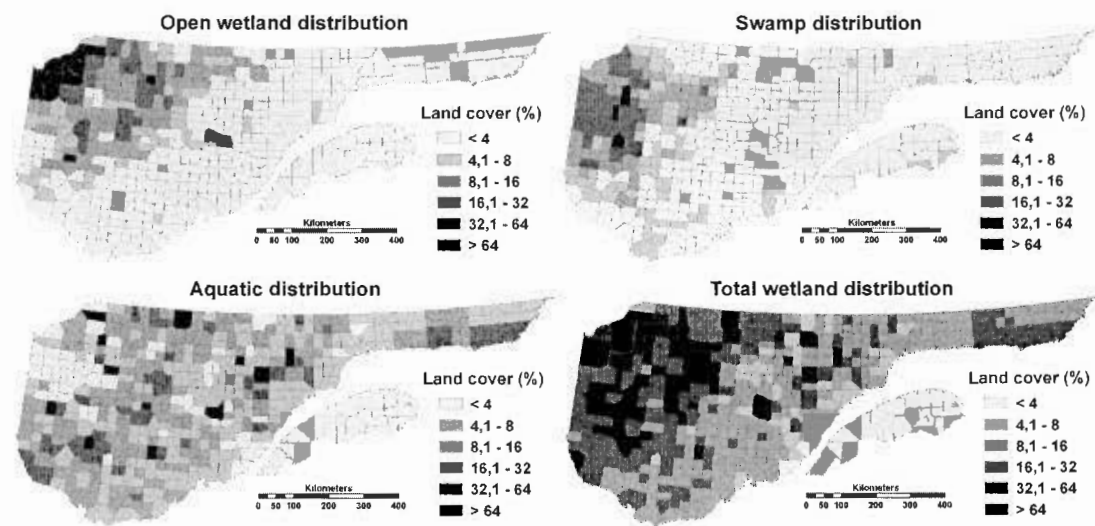 Open wetland distribution
Land cover (%)
< 4
4,1 - 8
8,1 - 16
16,1 - 32
32,1 - 64
> 64
Kilometers
0 50 100 200 300 400
Swamp distribution
Land cover (%)
< 4
4,1 - 8
8,1 - 16
16,1 - 32
32,1 - 64
> 64
Kilometers
0 50 100 200 300 400
Aquatic distribution
Land cover (%)
< 4
4,1 - 8
8,1 - 16
16,1 - 32
32,1 - 64
> 64
Kilometers
0 50 100 200 300 400
Total wetland distribution
Land cover (%)
< 4
4,1 - 8
8,1 - 16
16,1 - 32
32,1 - 64
> 64
Kilometers
0 50 100 200 300 400